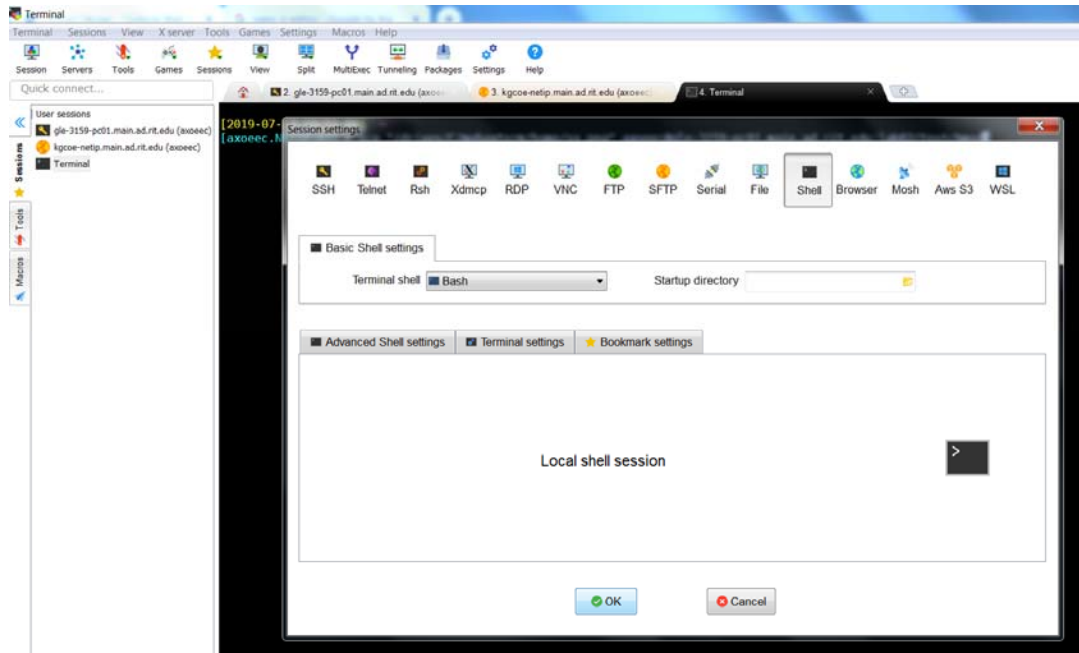 Terminal
Terminal Sessions View X server Tools Games Settings Macros Help
Session Servers Tools Games Sessions View Split MultiExec Tunneling Packages Settings Help
Quick connect...
2. gle-3159-pc01.main.ad.rit.edu (axoeec
3. kgcoe-netip.main.ad.rit.edu (axoeec
4. Terminal
User sessions
gle-3159-pc01.main.ad.rit.edu (axoeec)
kgcoe-netip.main.ad.rit.edu (axoeec)
Terminal
Sessions
Tools
Macros
[2019-07-
[axoeec.N
Session settings
SSH Telnet Rsh Xdmcp RDP VNC FTP SFTP Serial File Shell Browser Mosh Aws S3 WSL
Basic Shell settings
Terminal shell Bash Startup directory
Advanced Shell settings Terminal settings Bookmark settings
Local shell session
OK Cancel